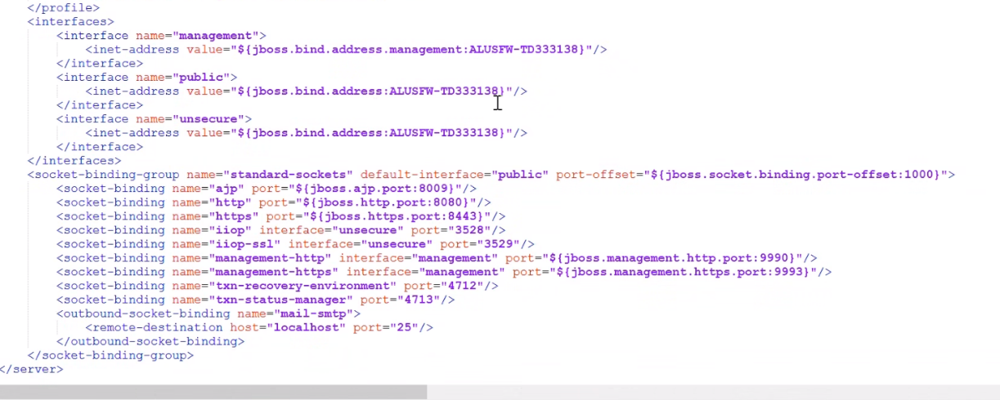 </profile>
<interfaces>
<interface name="management">
<inet-address value="${jboss.bind.address.management:ALUSFW-TD333138}"/>
</interface>
<interface name="public">
<inet-address value="${jboss.bind.address:ALUSFW-TD333138}"/>
</interface>
<interface name="unsecure">
<inet-address value="${jboss.bind.address:ALUSFW-TD333138}"/>
</interface>
</interfaces>
<socket-binding-group name="standard-sockets" default-interface="public" port-offset="${jboss.socket.binding.port-offset:1000}">
<socket-binding name="ajp" port="${jboss.ajp.port:8009}"/>
<socket-binding name="http" port="${jboss.http.port:8080}"/>
<socket-binding name="https" port="${jboss.https.port:8443}"/>
<socket-binding name="iiop" interface="unsecure" port="3528"/>
<socket-binding name="iiop-ssl" interface="unsecure" port="3529"/>
<socket-binding name="management-http" interface="management" port="${jboss.management.http.port:9990}"/>
<socket-binding name="management-https" interface="management" port="${jboss.management.https.port:9993}"/>
<socket-binding name="txn-recovery-environment" port="4712"/>
<socket-binding name="txn-status-manager" port="4713"/>
<outbound-socket-binding name="mail-smtp">
<remote-destination host="localhost" port="25"/>
</outbound-socket-binding>
</socket-binding-group>
</server>